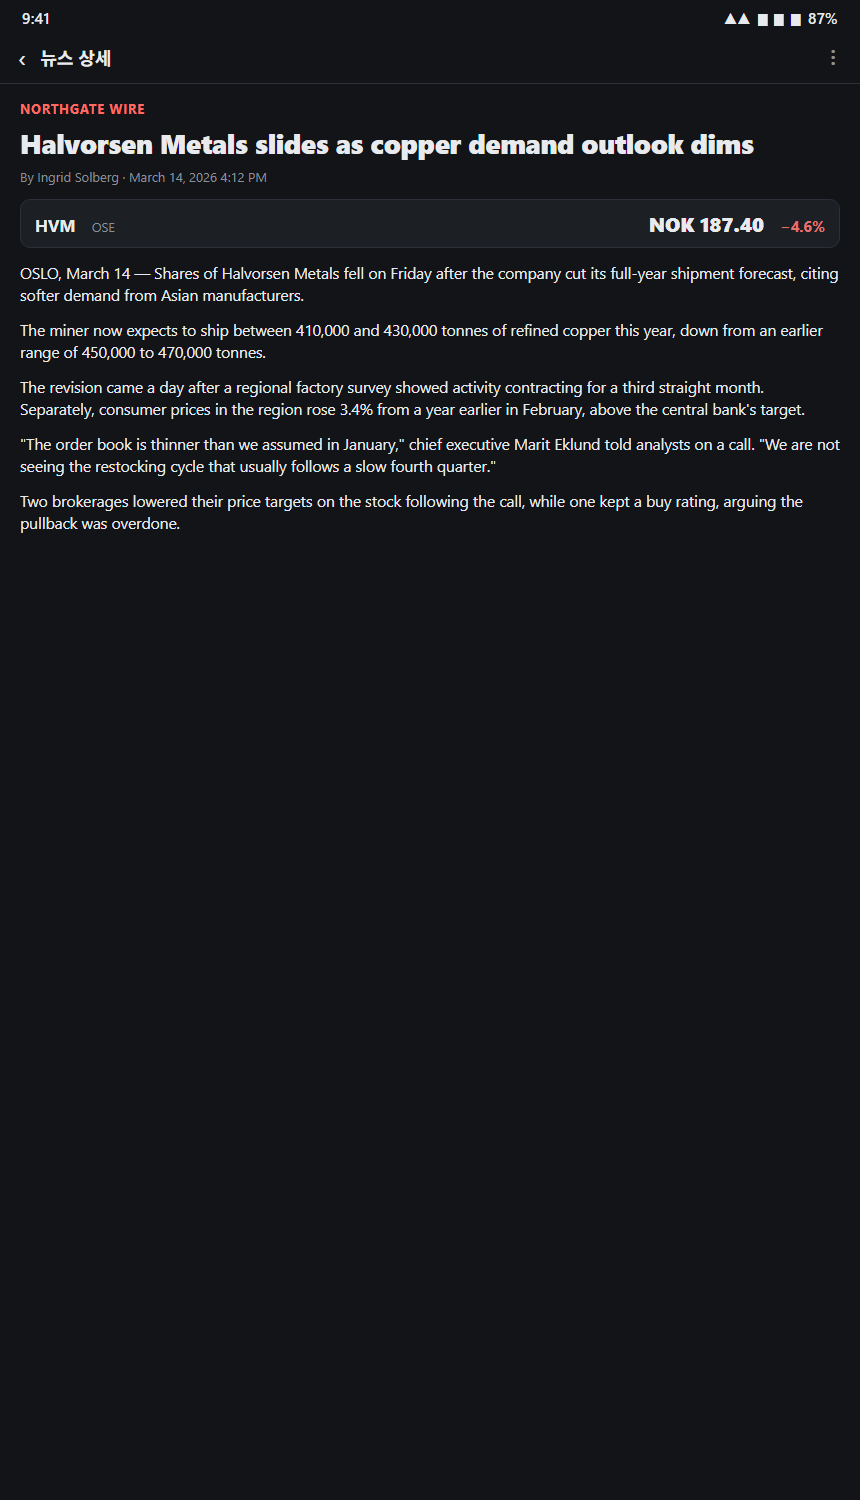 9:41
87%
‹ 뉴스 상세
NORTHGATE WIRE
Halvorsen Metals slides as copper demand outlook dims
By Ingrid Solberg · March 14, 2026 4:12 PM
HVM OSE NOK 187.40 −4.6%
OSLO, March 14 — Shares of Halvorsen Metals fell on Friday after the company cut its full-year shipment forecast, citing
softer demand from Asian manufacturers.
The miner now expects to ship between 410,000 and 430,000 tonnes of refined copper this year, down from an earlier
range of 450,000 to 470,000 tonnes.
The revision came a day after a regional factory survey showed activity contracting for a third straight month.
Separately, consumer prices in the region rose 3.4% from a year earlier in February, above the central bank's target.
"The order book is thinner than we assumed in January," chief executive Marit Eklund told analysts on a call. "We are not
seeing the restocking cycle that usually follows a slow fourth quarter."
Two brokerages lowered their price targets on the stock following the call, while one kept a buy rating, arguing the
pullback was overdone.